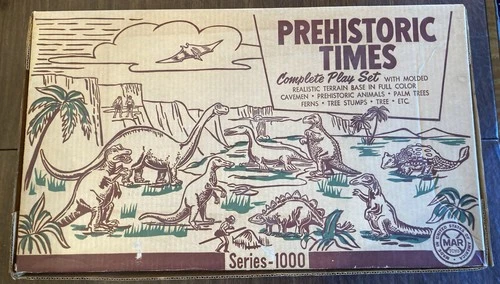 PREHISTORIC
TIMES
Complete Play Set WITH MOLDED
REALISTIC TERRAIN BASE IN FULL COLOR
CAVEMEN • PREHISTORIC ANIMALS • PALM TREES
FERNS • TREE STUMPS • TREE • ETC.
Series-1000
MAR